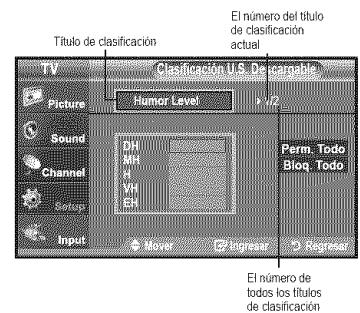 El número del título
de clasificación
actual
Título de clasificación
TV
Clasificación U.S. Descargable
Picture
Humor Level
1/2
Sound
DH
MH
H
VH
EH
Perm. Todo
Bloq. Todo
Channel
Setup
Input
Mover
Ingresar
Regresar
El número de
todos los títulos
de clasificación